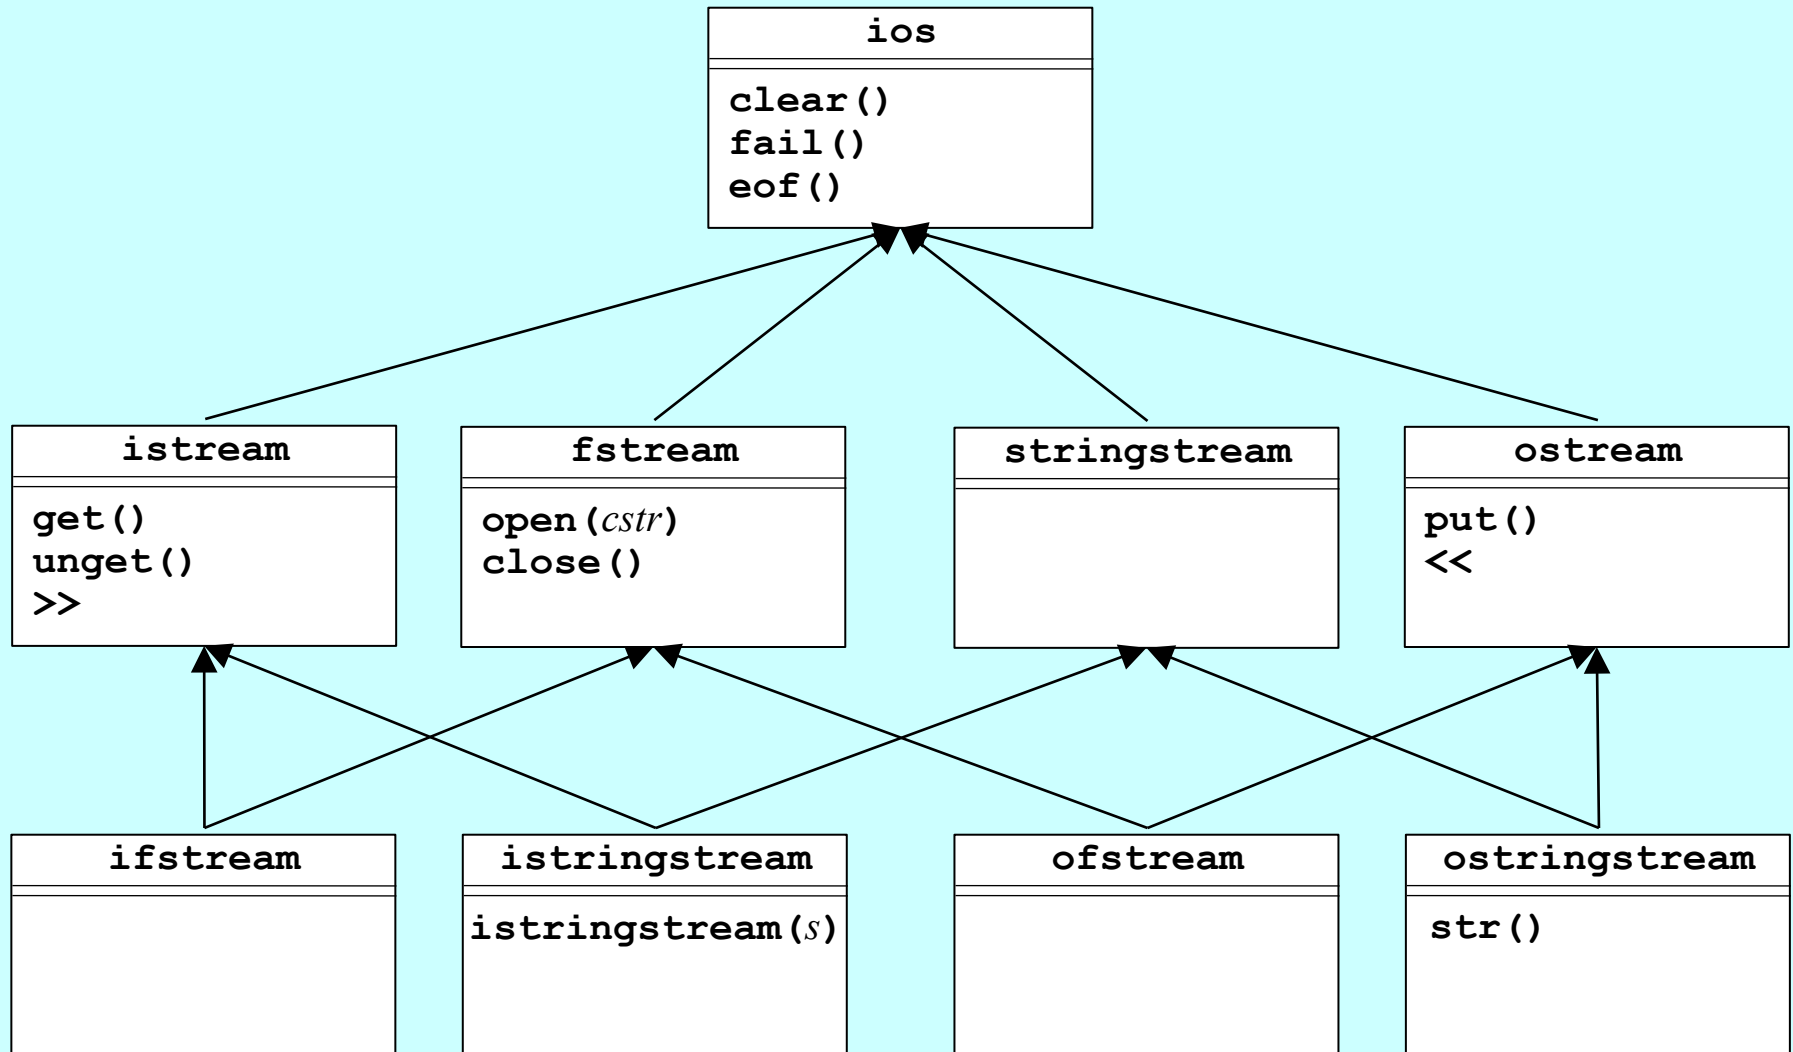 ios
clear()
fail()
eof()
istream
get()
unget()
>>
fstream
open(cstr)
close()
stringstream
ostream
put()
<<
ifstream
istringstream
istringstream(s)
ofstream
ostringstream
str()